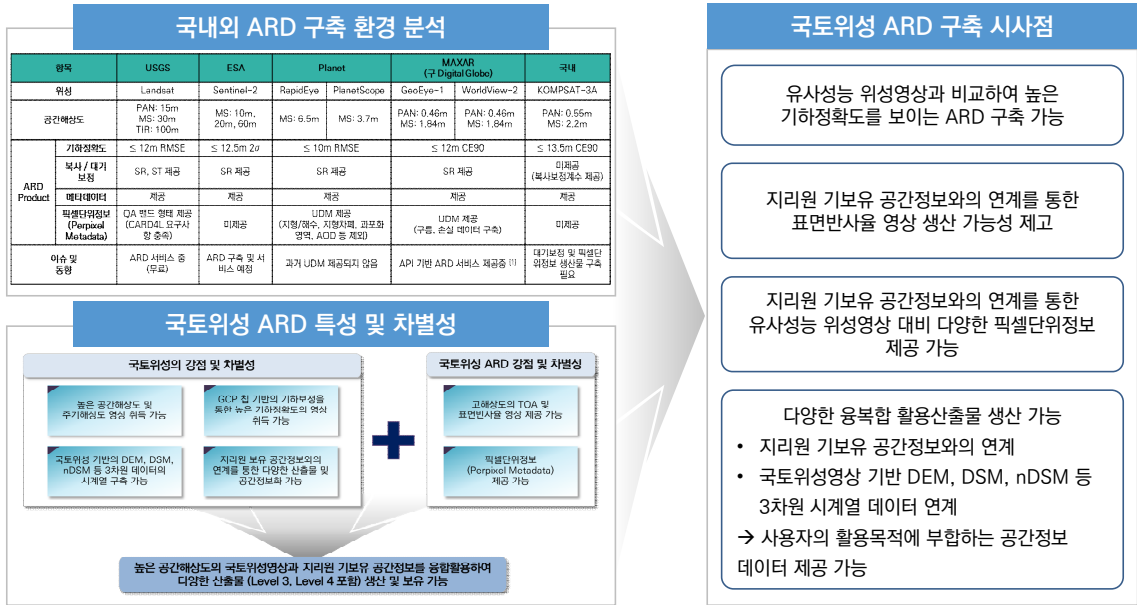 국내외 ARD 구축 환경 분석
항목 USGS ESA Planet MAXAR 국내
(구 Digital Globe)
위성 Landsat Sentinel-2 RapidEye PlanetScope GeoEye-1 WorldView-2 KOMPSAT-3A
공간해상도 PAN: 15m MS: 30m TIR: 100m MS: 10m, 20m, 60m MS: 6.5m MS: 3.7m PAN: 0.46m MS: 1.84m PAN: 0.46m MS: 1.84m PAN: 0.55m MS: 2.2m
ARD Product
기하정확도 ≤ 12m RMSE ≤ 12.5m 2σ ≤ 10m RMSE ≤ 12m CE90 ≤ 13.5m CE90
복사 / 대기 보정 SR, ST 제공 SR 제공 SR 제공 SR 제공 미제공 (복사보정계수 제공)
메타데이터 제공 제공 제공 제공 제공
픽셀단위정보 (Perpixel Metadata) QA 밴드 형태 제공 (CARD4L 요구사항 충족) 미제공 UDM 제공 (지형/해수, 지형차폐, 과포화 영역, AOD 등 제외) UDM 제공 (구름, 손실 데이터 구축) 미제공
이슈 및 동향 ARD 서비스 중 (무료) ARD 구축 및 서비스 예정 과거 UDM 제공되지 않음 API 기반 ARD 서비스 제공중 [1] 대기보정 및 픽셀단위정보 생산물 구축 필요
국토위성 ARD 특성 및 차별성
국토위성의 강점 및 차별성
높은 공간해상도 및
주기해상도 영상 취득 가능
GCP 칩 기반의 기하보정을
통한 높은 기하정확도의 영상
취득 가능
국토위성 기반의 DEM, DSM,
nDSM 등 3차원 데이터의
시계열 구축 가능
지리원 보유 공간정보와의
연계를 통한 다양한 산출물 및
공간정보화 가능
국토위성 ARD 강점 및 차별성
고해상도의 TOA 및
표면반사율 영상 제공 가능
픽셀단위정보
(Perpixel Metadata)
제공 가능
높은 공간해상도의 국토위성영상과 지리원 기보유 공간정보를 융합활용하여
다양한 산출물 (Level 3, Level 4 포함) 생산 및 보유 가능
국토위성 ARD 구축 시사점
유사성능 위성영상과 비교하여 높은
기하정확도를 보이는 ARD 구축 가능
지리원 기보유 공간정보와의 연계를 통한
표면반사율 영상 생산 가능성 제고
지리원 기보유 공간정보와의 연계를 통한
유사성능 위성영상 대비 다양한 픽셀단위정보
제공 가능
다양한 융복합 활용산출물 생산 가능
• 지리원 기보유 공간정보와의 연계
• 국토위성영상 기반 DEM, DSM, nDSM 등
3차원 시계열 데이터 연계
→ 사용자의 활용목적에 부합하는 공간정보
데이터 제공 가능